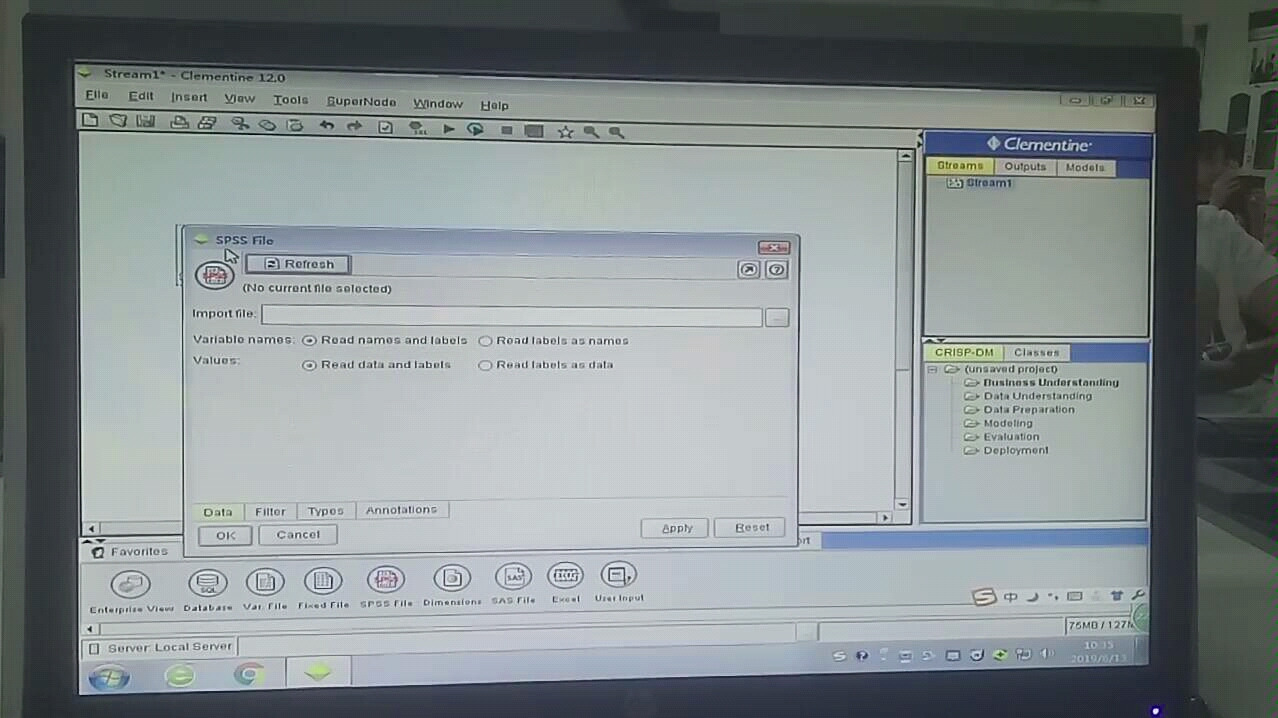 Stream1* - Clementine 12.0
File Edit Insert View Tools SuperNode Window Help
Clementine
Streams Outputs Models
Stream1
SPSS File
Refresh
(No current file selected)
Import file:
...
Variable names: Read names and labels Read labels as names
Values: Read data and labels Read labels as data
Data Filter Types Annotations
OK Cancel Apply Reset
CRISP-DM Classes
(unsaved project)
Business Understanding
Data Understanding
Data Preparation
Modeling
Evaluation
Deployment
Favorites
SQL
SAS
Enterprise View Database Var. File Fixed File SPSS File Dimensions SAS File Excel User Input
中
75MB / 127M
Server: Local Server
10:35
2019/6/13